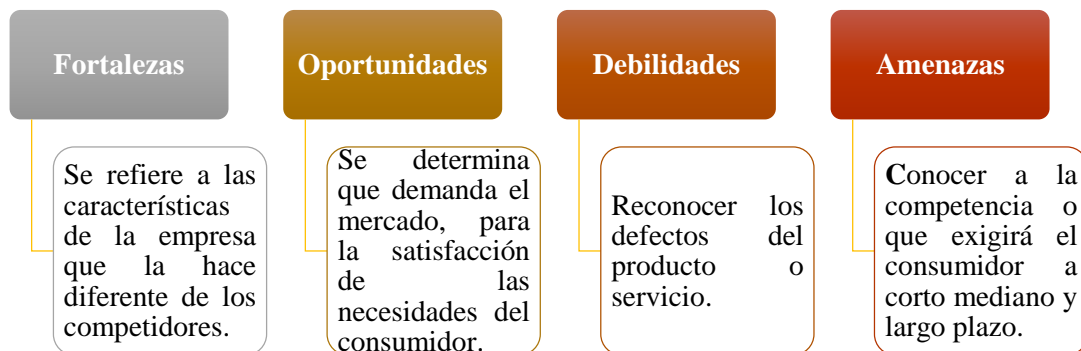 Fortalezas
Se refiere a las
características
de la empresa
que la hace
diferente de los
competidores.
Oportunidades
Se determina
que demanda el
mercado, para
la satisfacción
de las
necesidades del
consumidor.
Debilidades
Reconocer los
defectos del
producto o
servicio.
Amenazas
Conocer a la
competencia o
que exigirá el
consumidor a
corto mediano y
largo plazo.